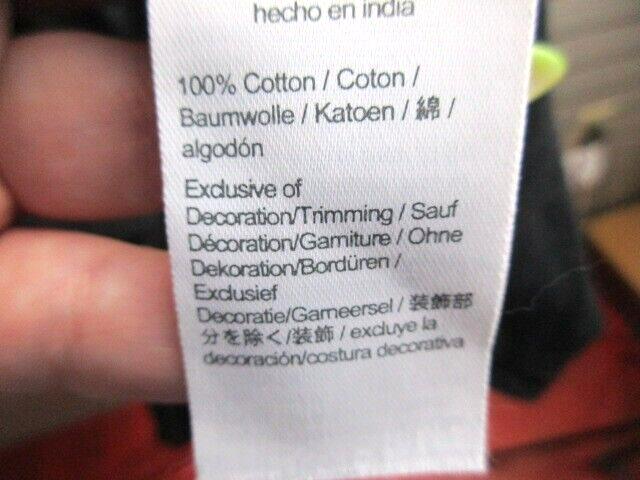 hecho en india
100% Cotton / Coton /
Baumwolle / Katoen / 綿 /
algodón
Exclusive of
Decoration/Trimming / Sauf
Décoration/Garniture / Ohne
Dekoration/Bordüren /
Exclusief
Decoratie/Garneersel / 装飾部
分を除く/装飾 / excluye la
decoración/costura decorativa